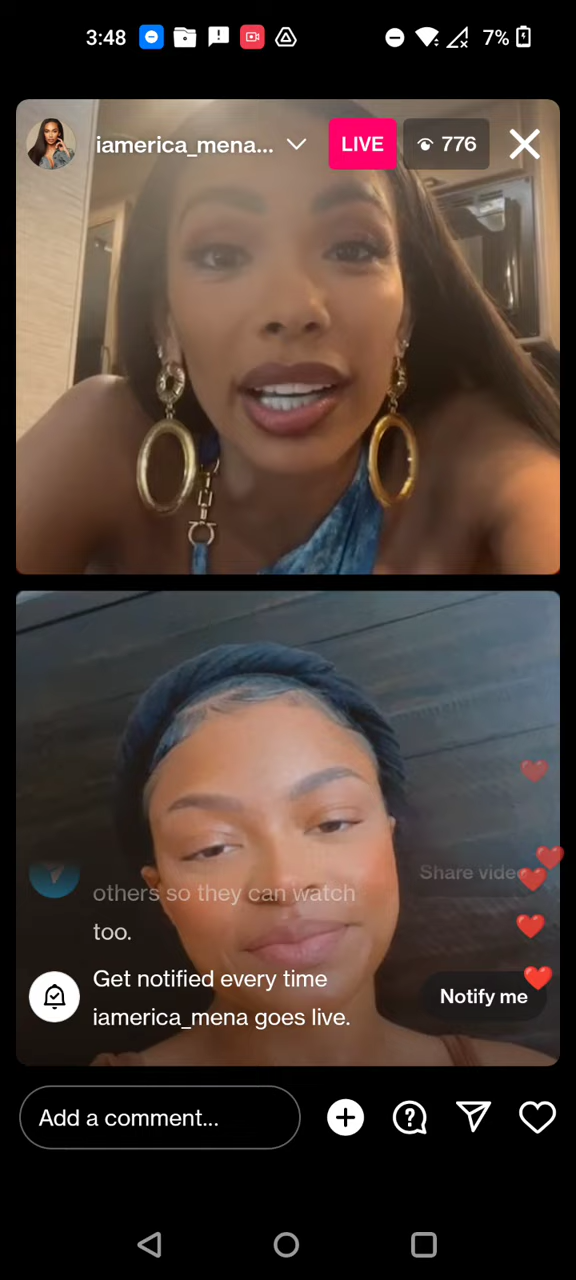 3:48
7%
iamerica_mena...
LIVE
776
Share video
others so they can watch
too.
Get notified every time
iamerica_mena goes live.
Notify me
Add a comment...